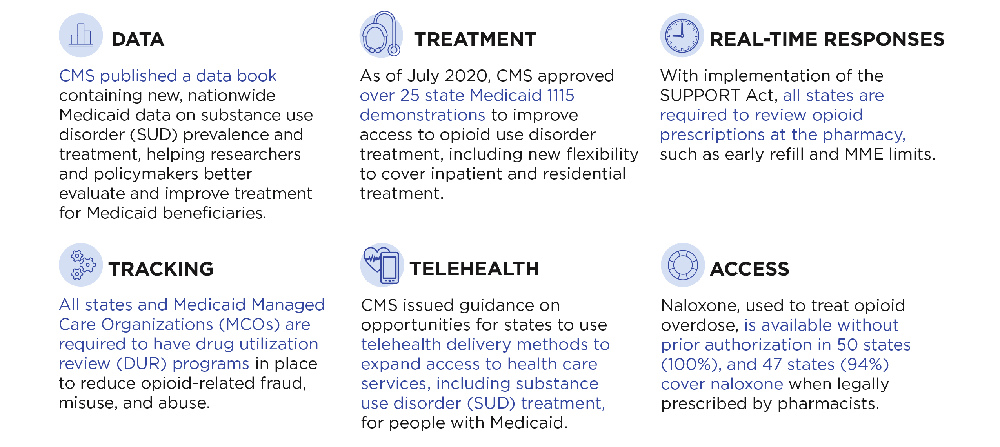 DATA
CMS published a data book
containing new, nationwide
Medicaid data on substance use
disorder (SUD) prevalence and
treatment, helping researchers
and policymakers better
evaluate and improve treatment
for Medicaid beneficiaries.
TREATMENT
As of July 2020, CMS approved
over 25 state Medicaid 1115
demonstrations to improve
access to opioid use disorder
treatment, including new flexibility
to cover inpatient and residential
treatment.
REAL-TIME RESPONSES
With implementation of the
SUPPORT Act, all states are
required to review opioid
prescriptions at the pharmacy,
such as early refill and MME limits.
TRACKING
All states and Medicaid Managed
Care Organizations (MCOs) are
required to have drug utilization
review (DUR) programs in place
to reduce opioid-related fraud,
misuse, and abuse.
TELEHEALTH
CMS issued guidance on
opportunities for states to use
telehealth delivery methods to
expand access to health care
services, including substance
use disorder (SUD) treatment,
for people with Medicaid.
ACCESS
Naloxone, used to treat opioid
overdose, is available without
prior authorization in 50 states
(100%), and 47 states (94%)
cover naloxone when legally
prescribed by pharmacists.